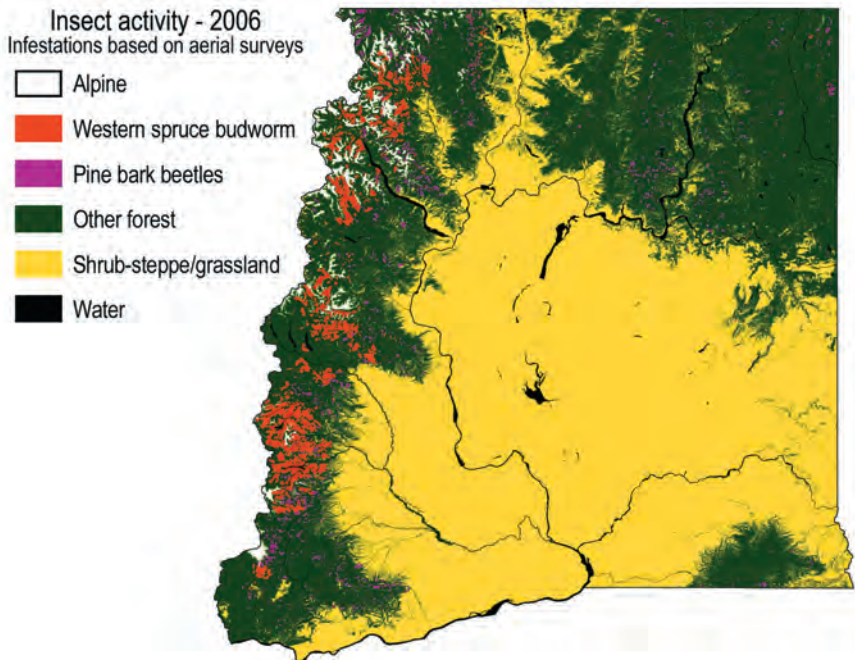 Insect activity - 2006
Infestations based on aerial surveys
Alpine
Western spruce budworm
Pine bark beetles
Other forest
Shrub-steppe/grassland
Water